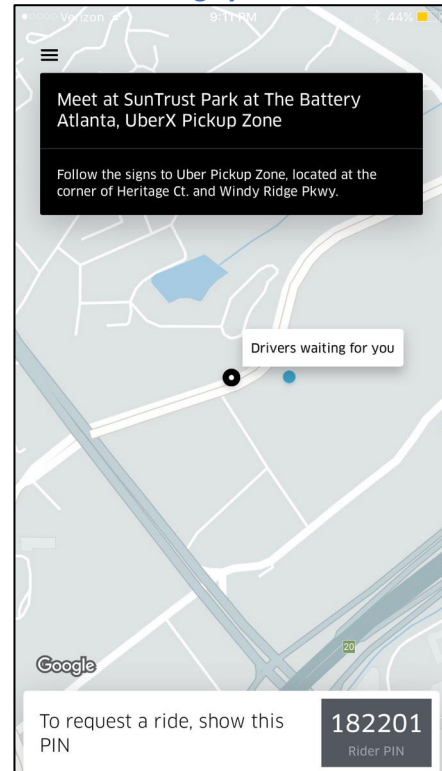 Verizon
9:11 PM
44%
Meet at SunTrust Park at The Battery
Atlanta, UberX Pickup Zone
Follow the signs to Uber Pickup Zone, located at the
corner of Heritage Ct. and Windy Ridge Pkwy.
Drivers waiting for you
20
Google
To request a ride, show this
PIN
182201
Rider PIN